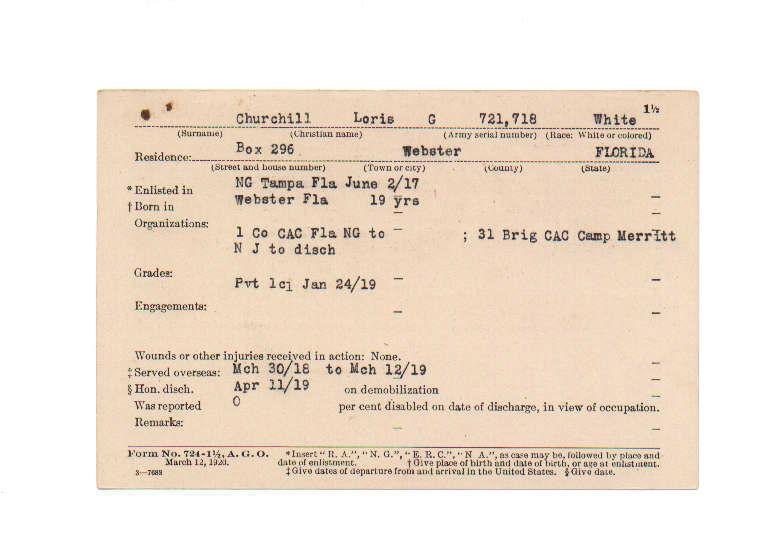 1½
Churchill Loris G 721,718 White
(Surname) (Christian name) (Army serial number) (Race: White or colored)
Residence: Box 296 Webster FLORIDA
(Street and house number) (Town or city) (County) (State)
* Enlisted in NG Tampa Fla June 2/17
† Born in Webster Fla 19 yrs
Organizations: 1 Co CAC Fla NG to ; 31 Brig CAC Camp Merritt
N J to disch
Grades: Pvt 1cl Jan 24/19
Engagements:
Wounds or other injuries received in action: None.
‡ Served overseas: Mch 30/18 to Mch 12/19
§ Hon. disch. Apr 11/19 on demobilization
Was reported 0 per cent disabled on date of discharge, in view of occupation.
Remarks:
Form No. 724-1½, A. G. O. *Insert "R. A.", "N. G.", "E. R. C.", "N A.", as case may be, followed by place and
March 12, 1920. date of enlistment. † Give place of birth and date of birth, or age at enlistment.
3—7688 ‡ Give dates of departure from and arrival in the United States. § Give date.